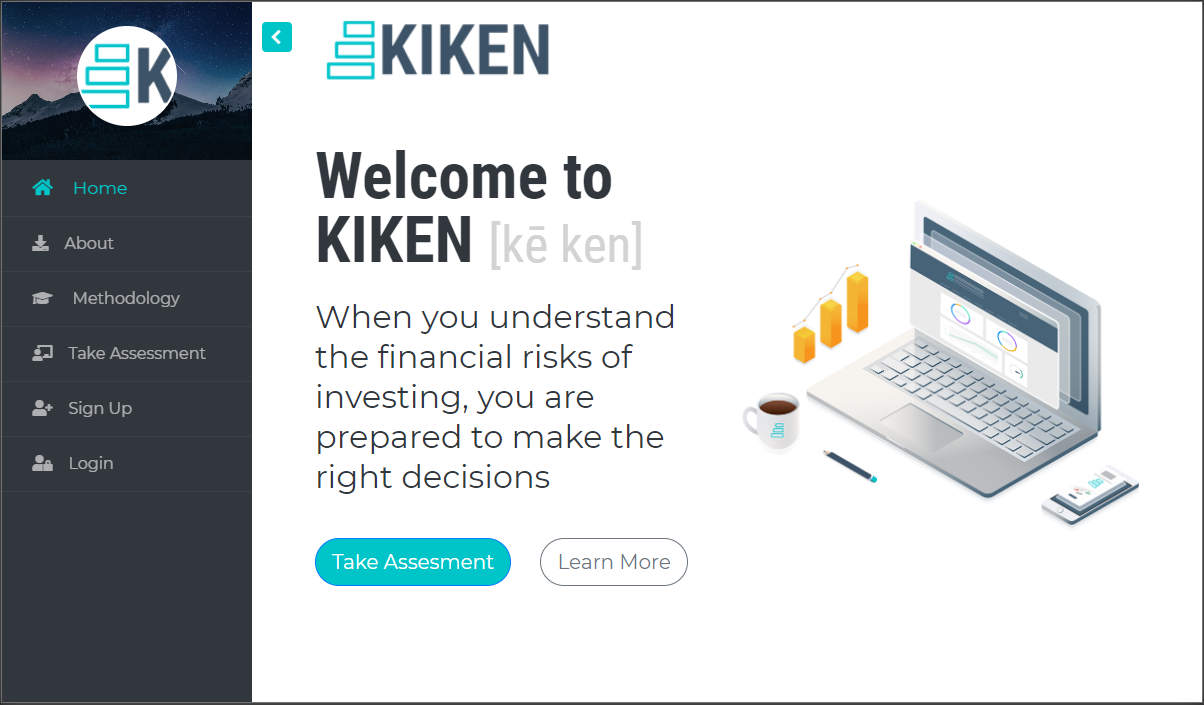 K
Home
About
Methodology
Take Assessment
Sign Up
Login
KIKEN
Welcome to
KIKEN [kē ken]
When you understand
the financial risks of
investing, you are
prepared to make the
right decisions
Take Assesment
Learn More